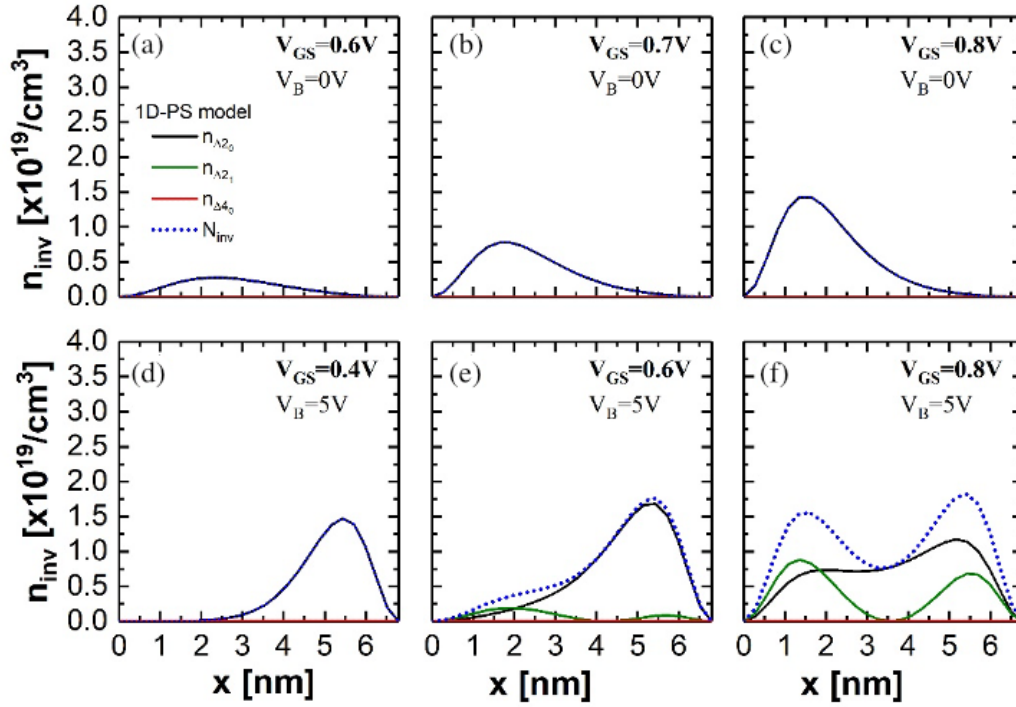 (a)
V_GS=0.6V
V_B=0V
1D-PS model
n_Δ2_0
n_Δ2_1
n_Δ4_0
N_inv
n_inv [x10^19/cm^3]
4.0
3.5
3.0
2.5
2.0
1.5
1.0
0.5
0.0
(b)
V_GS=0.7V
V_B=0V
(c)
V_GS=0.8V
V_B=0V
(d)
V_GS=0.4V
V_B=5V
n_inv [x10^19/cm^3]
4.0
3.5
3.0
2.5
2.0
1.5
1.0
0.5
0.0
0 1 2 3 4 5 6
x [nm]
(e)
V_GS=0.6V
V_B=5V
0 1 2 3 4 5 6
x [nm]
(f)
V_GS=0.8V
V_B=5V
0 1 2 3 4 5 6
x [nm]